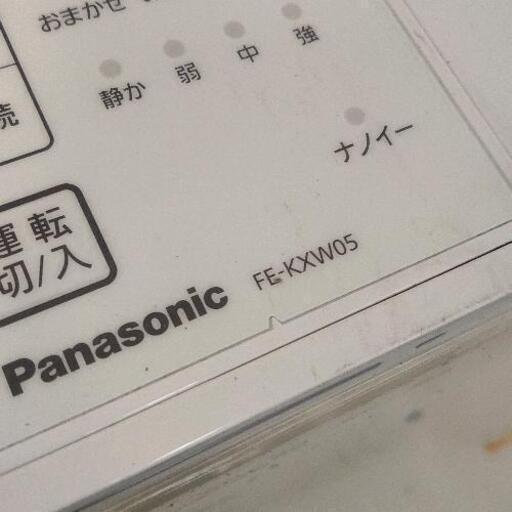 おまかせ
静か 弱 中 強
続
ナノイー
運転
切/入
Panasonic FE-KXW05